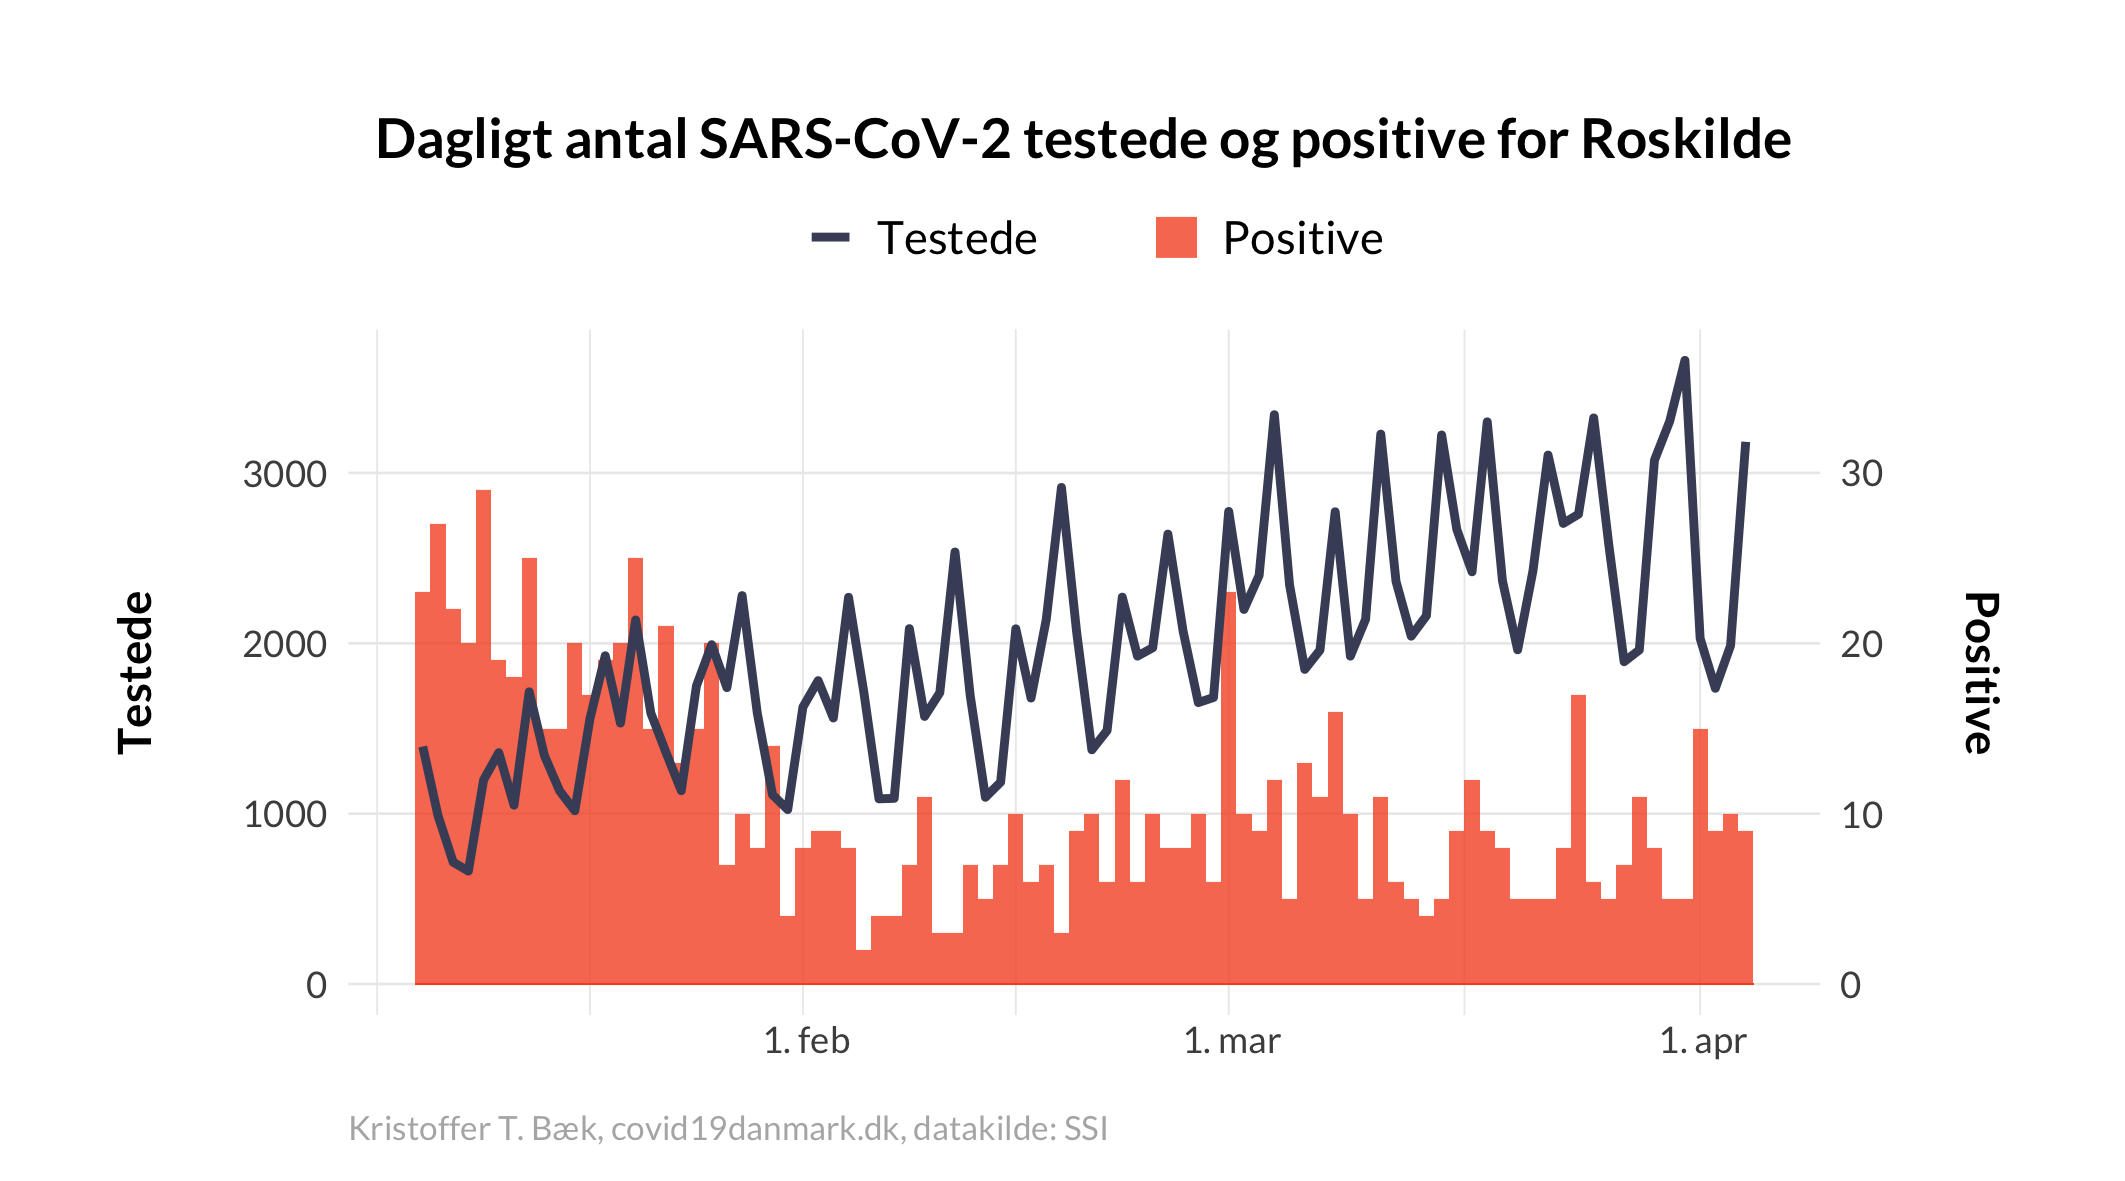 Dagligt antal SARS-CoV-2 testede og positive for Roskilde
Testede Positive
3000 30
2000 20
1000 10
0 0
Testede
Positive
1. feb 1. mar 1. apr
Kristoffer T. Bæk, covid19danmark.dk, datakilde: SSI